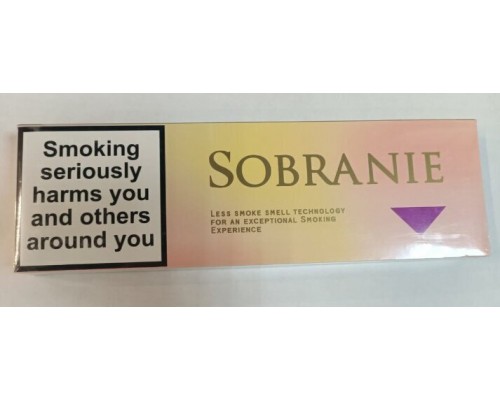 Smoking
seriously
harms you
and others
around you
SOBRANIE
LESS SMOKE SMELL TECHNOLOGY
FOR AN EXCEPTIONAL SMOKING
EXPERIENCE